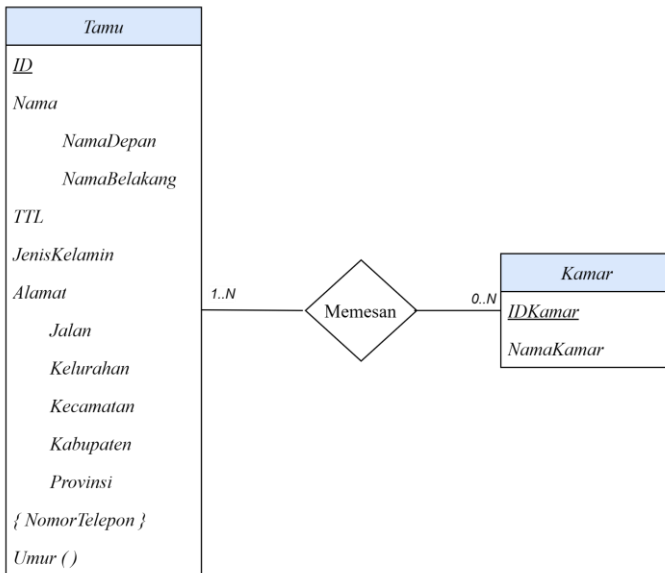 Tamu
ID
Nama
NamaDepan
NamaBelakang
TTL
JenisKelamin
Alamat
Jalan
Kelurahan
Kecamatan
Kabupaten
Provinsi
{ NomorTelepon }
Umur ( )
1..N
Memesan
0..N
Kamar
IDKamar
NamaKamar